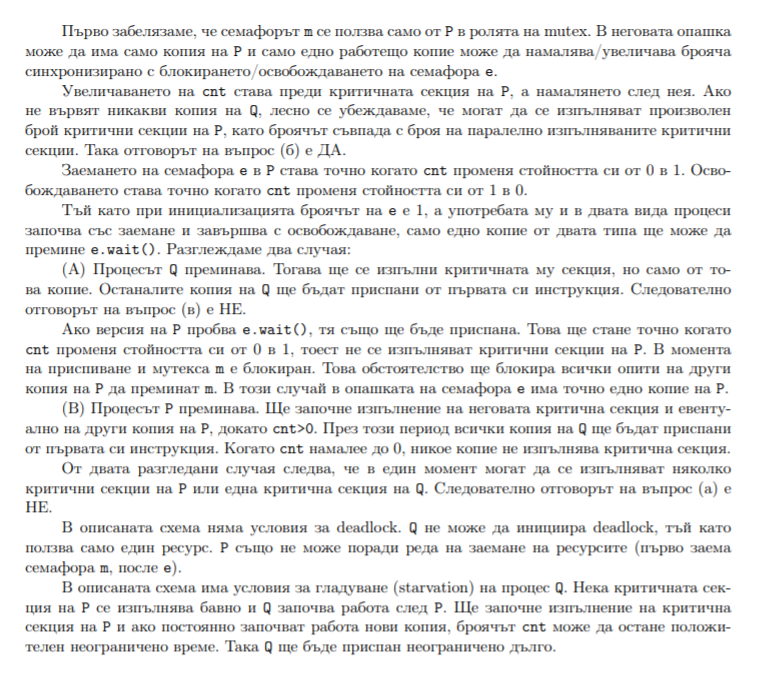 Първо забелязаме, че семафорът m се ползва само от P в ролята на mutex. В неговата опашка
може да има само копия на P и само едно работещо копие може да намалява/увеличава брояча
синхронизирано с блокирането/освобождаването на семафора e.
Увеличаването на cnt става преди критичната секция на P, а намалянето след нея. Ако
не вървят никакви копия на Q, лесно се убеждаваме, че могат да се изпълняват произволен
брой критични секции на P, като броячът съвпада с броя на паралелно изпълняваните критични
секции. Така отговорът на въпрос (б) е ДА.
Заемането на семафора e в P става точно когато cnt променя стойността си от 0 в 1. Осво-
бождаването става точно когато cnt променя стойността си от 1 в 0.
Тъй като при инициализацията броячът на e е 1, а употребата му и в двата вида процеси
започва със заемане и завършва с освобождаване, само едно копие от двата типа ще може да
премине e.wait(). Разглеждаме два случая:
(А) Процесът Q преминава. Тогава ще се изпълни критичната му секция, но само от то-
ва копие. Останалите копия на Q ще бъдат приспани от първата си инструкция. Следователно
отговорът на въпрос (в) е НЕ.
Ако версия на P пробва e.wait(), тя също ще бъде приспана. Това ще стане точно когато
cnt променя стойността си от 0 в 1, тоест не се изпълняват критични секции на P. В момента
на приспиване и мутекса m е блокиран. Това обстоятелство ще блокира всички опити на други
копия на P да преминат m. В този случай в опашката на семафора e има точно едно копие на P.
(В) Процесът P преминава. Ще започне изпълнение на неговата критична секция и евенту-
ално на други копия на P, докато cnt>0. През този период всички копия на Q ще бъдат приспани
от първата си инструкция. Когато cnt намалее до 0, никое копие не изпълнява критична секция.
От двата разгледани случая следва, че в един момент могат да се изпълняват няколко
критични секции на P или една критична секция на Q. Следователно отговорът на въпрос (а) е
НЕ.
В описаната схема няма условия за deadlock. Q не може да инициира deadlock, тъй като
ползва само един ресурс. P също не може поради реда на заемане на ресурсите (първо заема
семафора m, после e).
В описаната схема има условия за гладуване (starvation) на процес Q. Нека критичната сек-
ция на P се изпълнява бавно и Q започва работа след P. Ще започне изпълнение на критична
секция на P и ако постоянно започват работа нови копия, броячът cnt може да остане положи-
телен неограничено време. Така Q ще бъде приспан неограничено дълго.